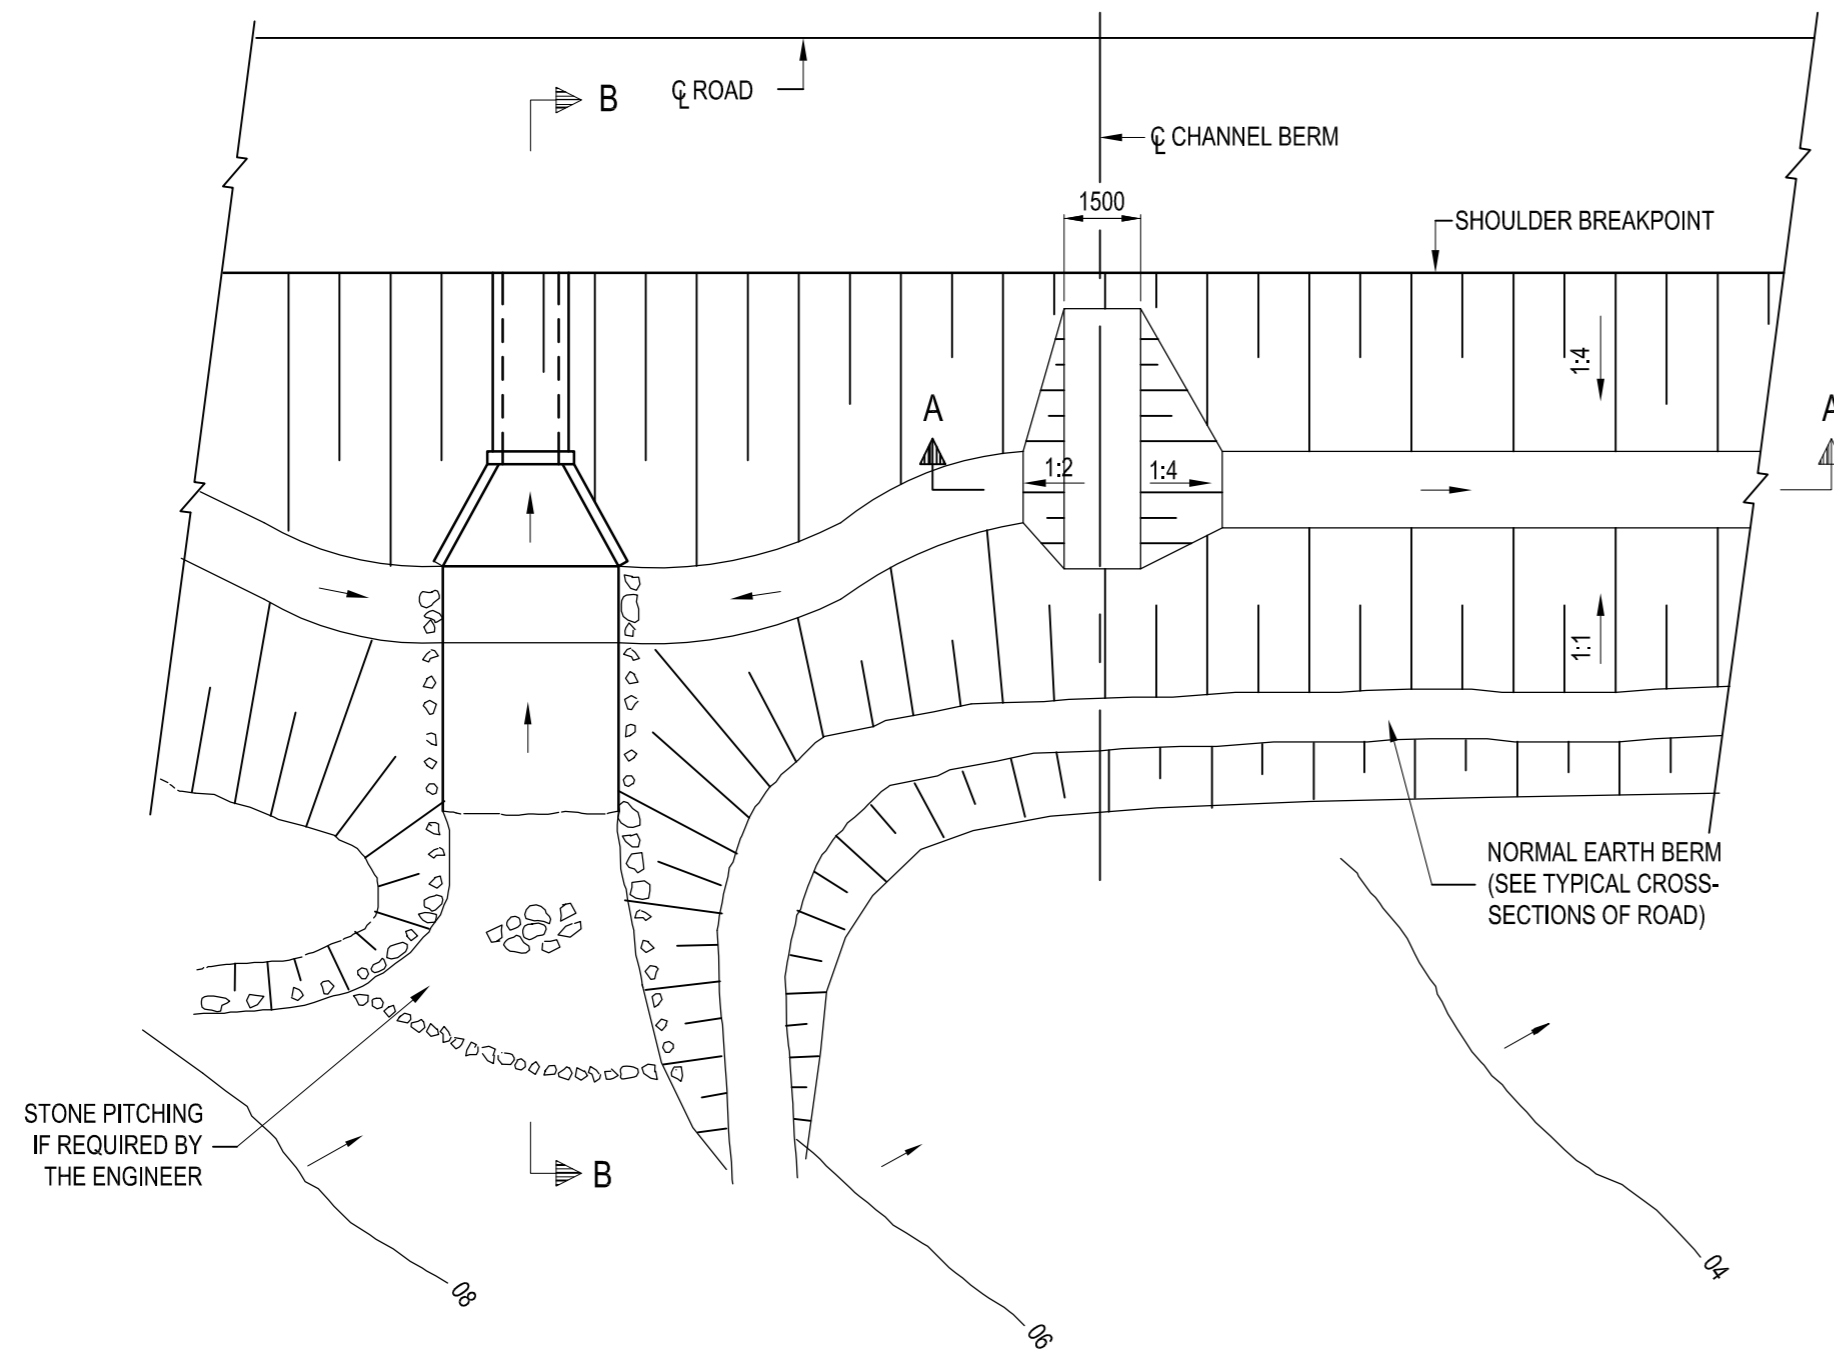 B
℄ ROAD
℄ CHANNEL BERM
1500
SHOULDER BREAKPOINT
1:4
A
A
1:2
1:4
1:1
NORMAL EARTH BERM
(SEE TYPICAL CROSS-
SECTIONS OF ROAD)
STONE PITCHING
IF REQUIRED BY
THE ENGINEER
B
08
06
04